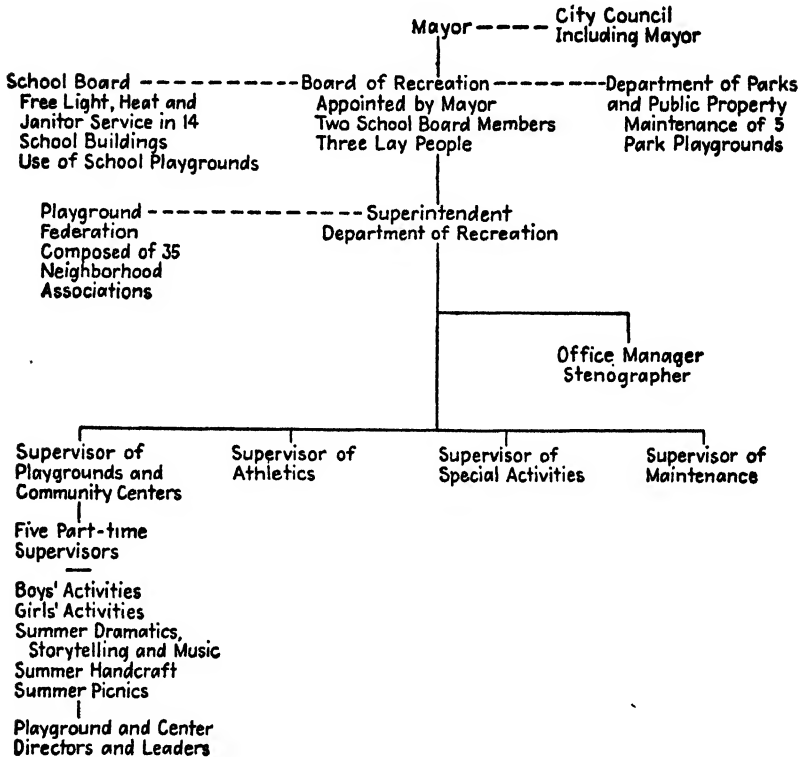 Mayor
City Council
Including Mayor
School Board
Free Light, Heat and
Janitor Service in 14
School Buildings
Use of School Playgrounds
Board of Recreation
Appointed by Mayor
Two School Board Members
Three Lay People
Department of Parks
and Public Property
Maintenance of 5
Park Playgrounds
Playground
Federation
Composed of 35
Neighborhood
Associations
Superintendent
Department of Recreation
Office Manager
Stenographer
Supervisor of
Playgrounds and
Community Centers
Supervisor of
Athletics
Supervisor of
Special Activities
Supervisor of
Maintenance
Five Part-time
Supervisors
Boys' Activities
Girls' Activities
Summer Dramatics,
Storytelling and Music
Summer Handcraft
Summer Picnics
Playground and Center
Directors and Leaders